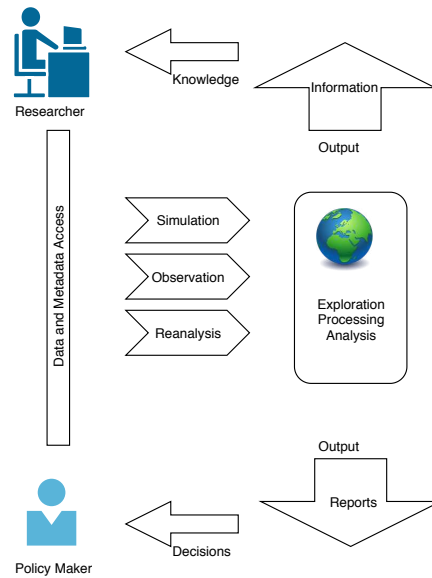 Knowledge
Information
Researcher
Output
Data and Metadata Access
Simulation
Observation
Reanalysis
Exploration
Processing
Analysis
Output
Reports
Decisions
Policy Maker